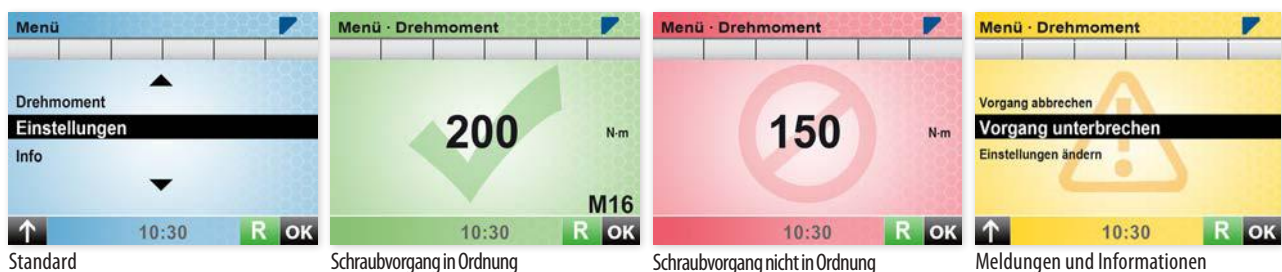 Menü
Drehmoment
Einstellungen
Info
↑ 10:30 R OK
Standard
Menü · Drehmoment
200 N·m
M16
10:30 R OK
Schraubvorgang in Ordnung
Menü · Drehmoment
150 N·m
10:30 R OK
Schraubvorgang nicht in Ordnung
Menü · Drehmoment
Vorgang abbrechen
Vorgang unterbrechen
Einstellungen ändern
↑ 10:30 R OK
Meldungen und Informationen